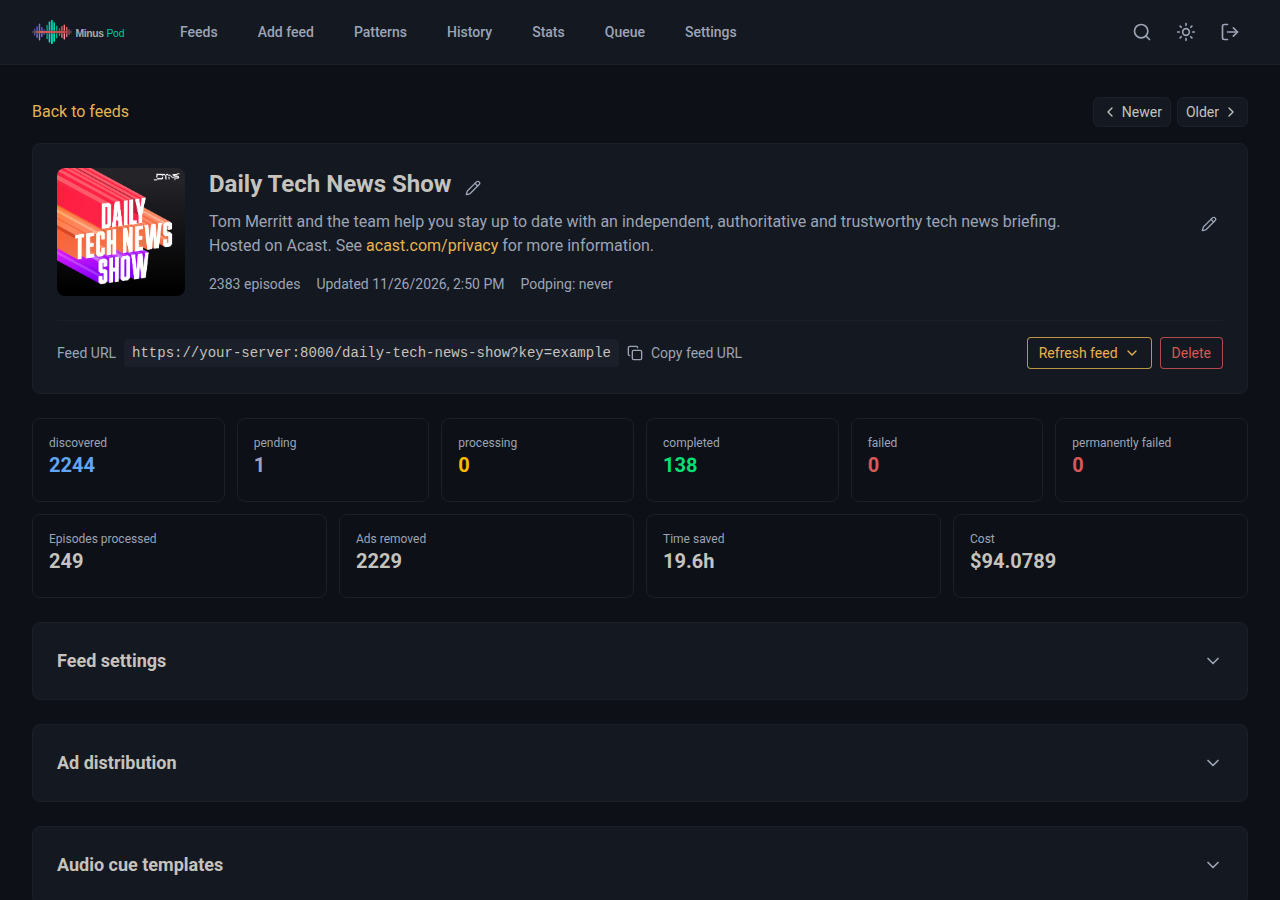 Minus Pod
Feeds
Add feed
Patterns
History
Stats
Queue
Settings
Back to feeds
Newer
Older
DTNS
DAILY
TECH NEWS
SHOW
Daily Tech News Show
Tom Merritt and the team help you stay up to date with an independent, authoritative and trustworthy tech news briefing.
Hosted on Acast. See acast.com/privacy for more information.
2383 episodes
Updated 11/26/2026, 2:50 PM
Podping: never
Feed URL
https://your-server:8000/daily-tech-news-show?key=example
Copy feed URL
Refresh feed
Delete
discovered
2244
pending
1
processing
0
completed
138
failed
0
permanently failed
0
Episodes processed
249
Ads removed
2229
Time saved
19.6h
Cost
$94.0789
Feed settings
Ad distribution
Audio cue templates